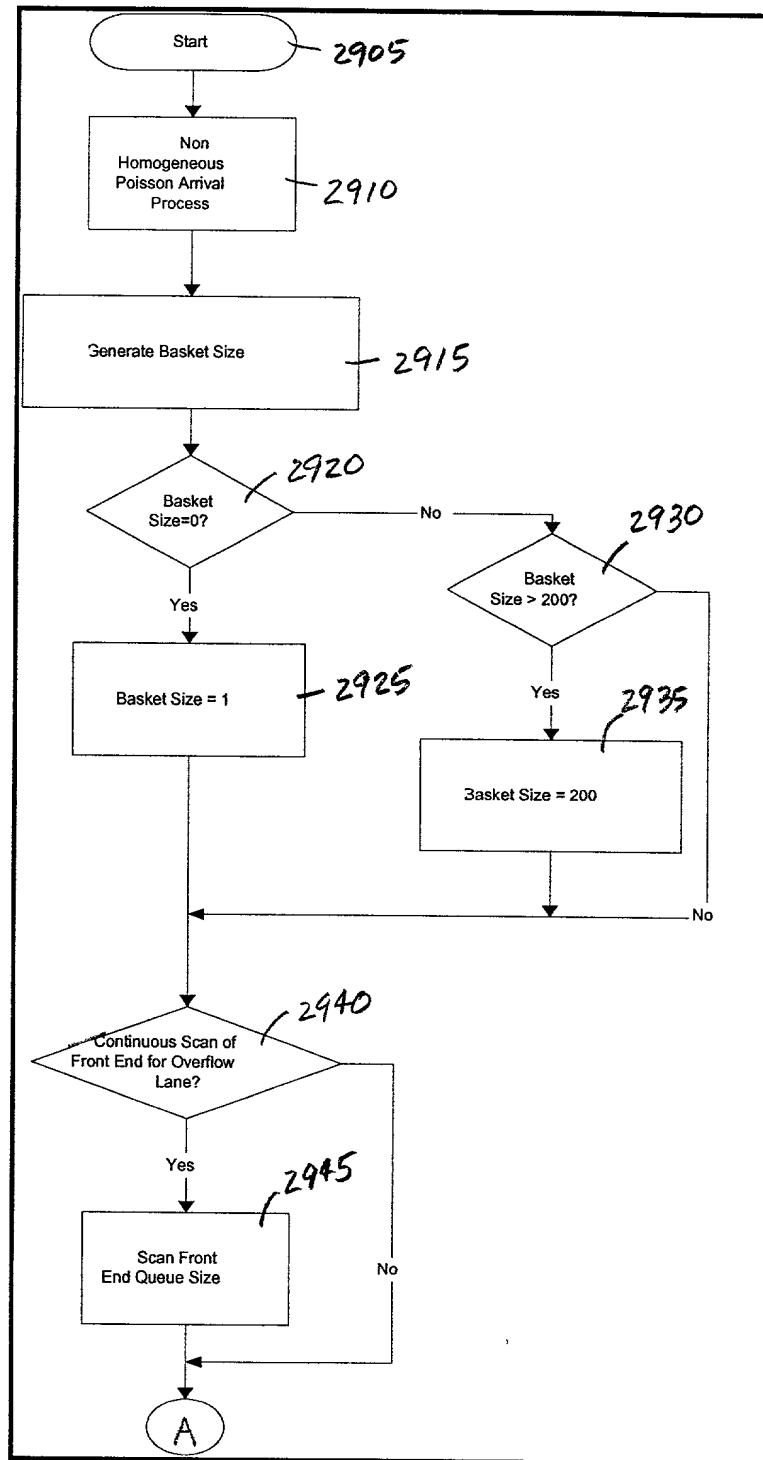 Start
2905
Non
Homogeneous
Poisson Arrival
Process
2910
Generate Basket Size
2915
Basket
Size=0?
2920
No
Basket
Size > 200?
2930
Yes
Basket Size = 1
2925
Yes
Basket Size = 200
2935
No
Continuous Scan of
Front End for Overflow
Lane?
2940
Yes
Scan Front
End Queue Size
2945
No
A